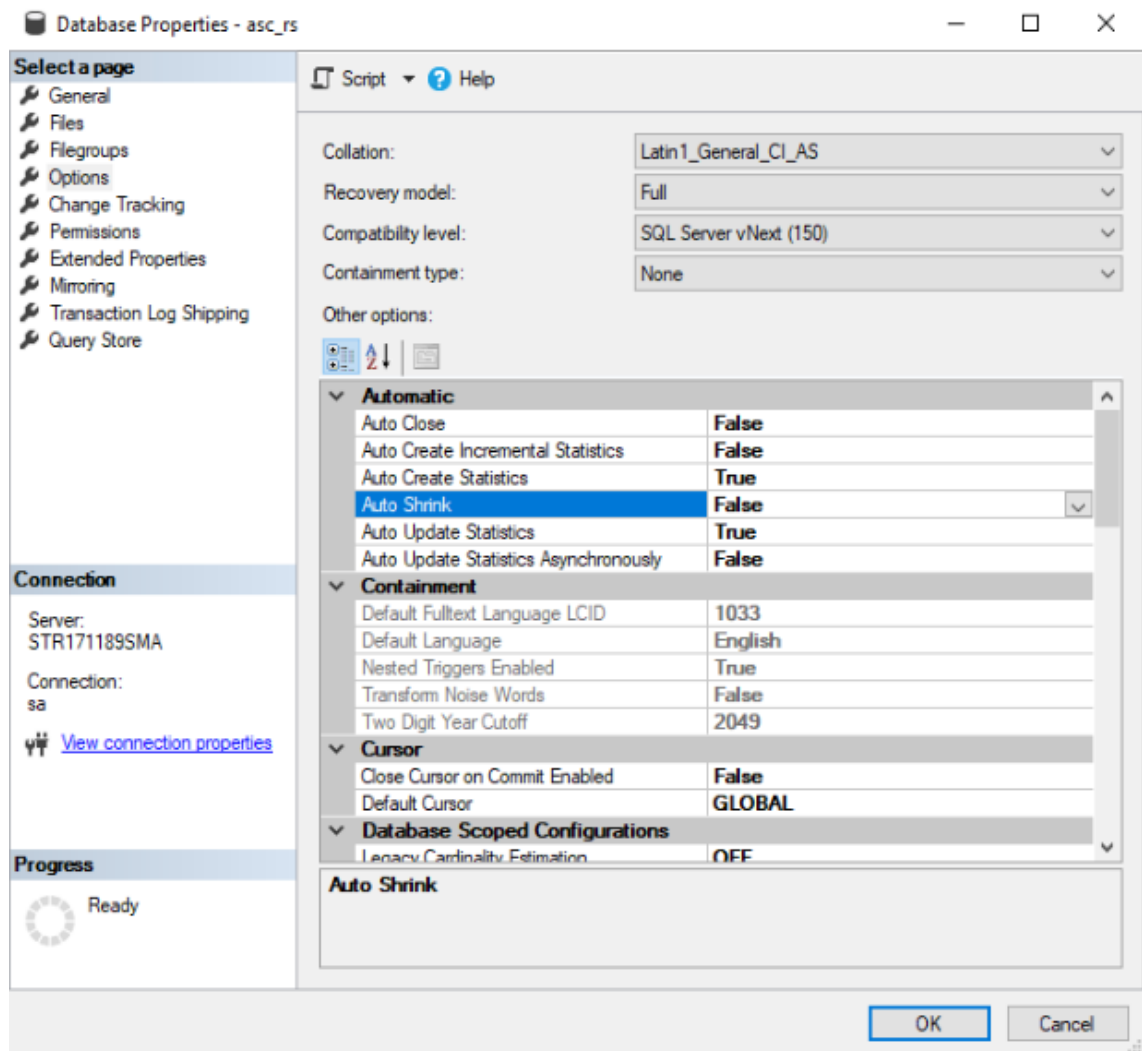 Database Properties - asc_rs
Select a page
General
Files
Filegroups
Options
Change Tracking
Permissions
Extended Properties
Mirroring
Transaction Log Shipping
Query Store
Connection
Server:
STR171189SMA
Connection:
sa
View connection properties
Progress
Ready
Script Help
Collation: Latin1_General_CI_AS
Recovery model: Full
Compatibility level: SQL Server vNext (150)
Containment type: None
Other options:
Automatic
Auto Close False
Auto Create Incremental Statistics False
Auto Create Statistics True
Auto Shrink False
Auto Update Statistics True
Auto Update Statistics Asynchronously False
Containment
Default Fulltext Language LCID 1033
Default Language English
Nested Triggers Enabled True
Transform Noise Words False
Two Digit Year Cutoff 2049
Cursor
Close Cursor on Commit Enabled False
Default Cursor GLOBAL
Database Scoped Configurations
Legacy Cardinality Estimation OFF
Auto Shrink
OK Cancel